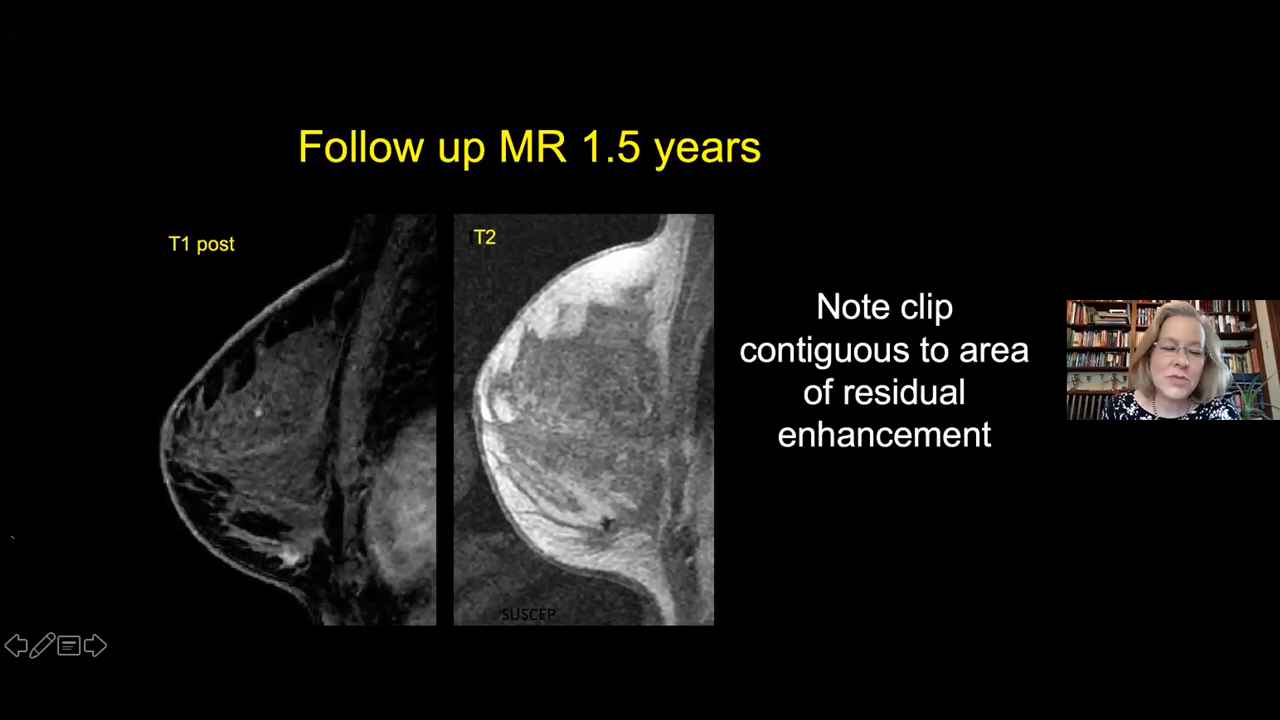 Follow up MR 1.5 years
T1 post
T2
Note clip
contiguous to area
of residual
enhancement
SUSCEP